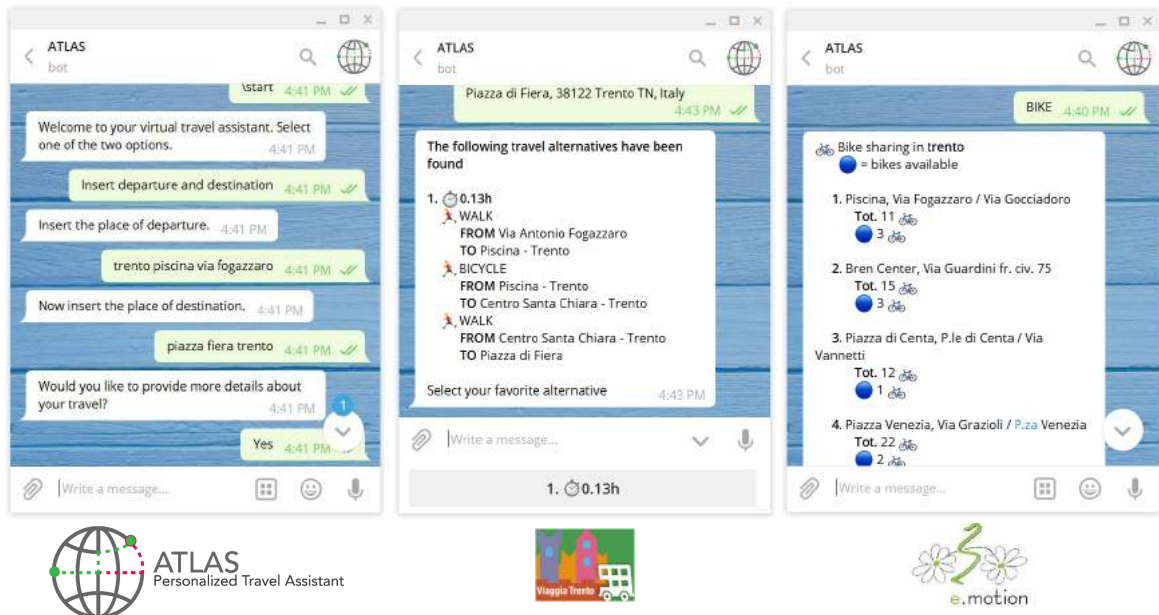 ATLAS
bot
\start 4:41 PM
Welcome to your virtual travel assistant. Select
one of the two options. 4:41 PM
Insert departure and destination 4:41 PM
Insert the place of departure. 4:41 PM
trento piscina via fogazzaro 4:41 PM
Now insert the place of destination. 4:41 PM
piazza fiera trento 4:41 PM
Would you like to provide more details about
your travel? 4:41 PM
1
Yes 4:41 PM
Write a message...
ATLAS
bot
Piazza di Fiera, 38122 Trento TN, Italy
4:43 PM
The following travel alternatives have been
found
1. 0.13h
WALK
FROM Via Antonio Fogazzaro
TO Piscina - Trento
BICYCLE
FROM Piscina - Trento
TO Centro Santa Chiara - Trento
WALK
FROM Centro Santa Chiara - Trento
TO Piazza di Fiera
Select your favorite alternative 4:43 PM
Write a message...
1. 0.13h
ATLAS
bot
BIKE 4:40 PM
Bike sharing in trento
= bikes available
1. Piscina, Via Fogazzaro / Via Gocciadoro
Tot. 11
3
2. Bren Center, Via Guardini fr. civ. 75
Tot. 15
3
3. Piazza di Centa, P.le di Centa / Via
Vannetti
Tot. 12
1
4. Piazza Venezia, Via Grazioli / P.za Venezia
Tot. 22
2
Write a message...
ATLAS
Personalized Travel Assistant
Viaggia Trento
e.motion